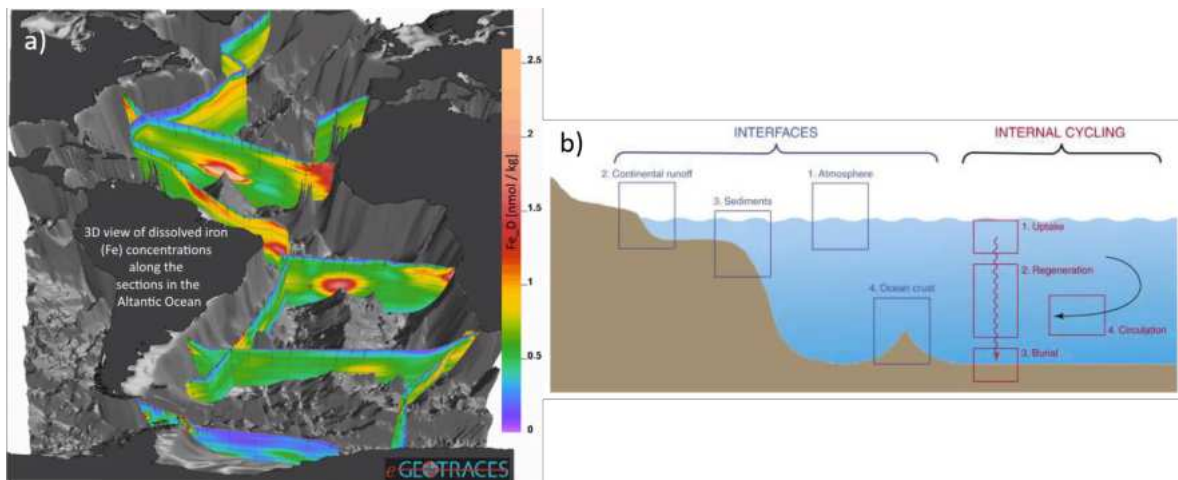 a)
3D view of dissolved iron
(Fe) concentrations
along the
sections in the
Altantic Ocean
2.5
2
1.5
1
0.5
0
Fe_D [nmol / kg]
eGEOTRACES
b)
INTERFACES
INTERNAL CYCLING
2. Continental runoff
1. Atmosphere
3. Sediments
4. Ocean crust
1. Uptake
2. Regeneration
4. Circulation
3. Burial